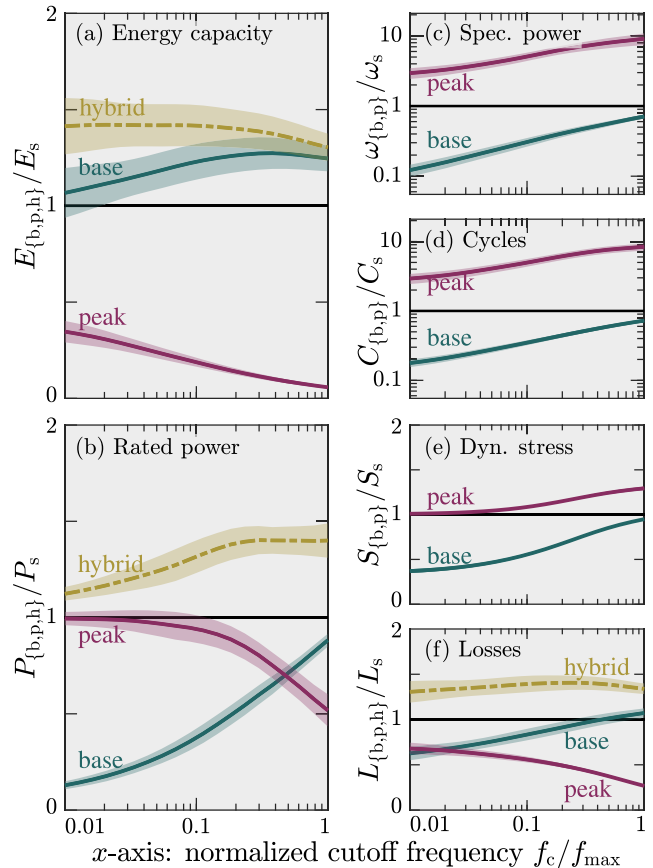 (a) Energy capacity
2
hybrid
base
1
peak
0
E{b,p,h}/Es
(b) Rated power
2
hybrid
1
peak
base
0
0.01
0.1
1
P{b,p,h}/Ps
(c) Spec. power
10
peak
1
base
0.1
ω{b,p}/ωs
(d) Cycles
10
peak
1
base
0.1
C{b,p}/Cs
(e) Dyn. stress
2
peak
1
base
0
S{b,p}/Ss
(f) Losses
2
hybrid
1
base
peak
0
0.01
0.1
1
L{b,p,h}/Ls
x-axis: normalized cutoff frequency fc/fmax